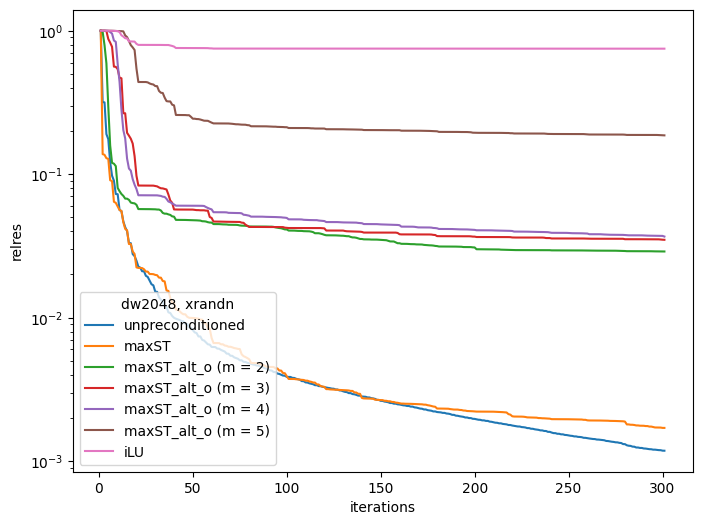 10⁰
10⁻¹
10⁻²
10⁻³
relres
dw2048, xrandn
unpreconditioned
maxST
maxST_alt_o (m = 2)
maxST_alt_o (m = 3)
maxST_alt_o (m = 4)
maxST_alt_o (m = 5)
iLU
0 50 100 150 200 250 300
iterations